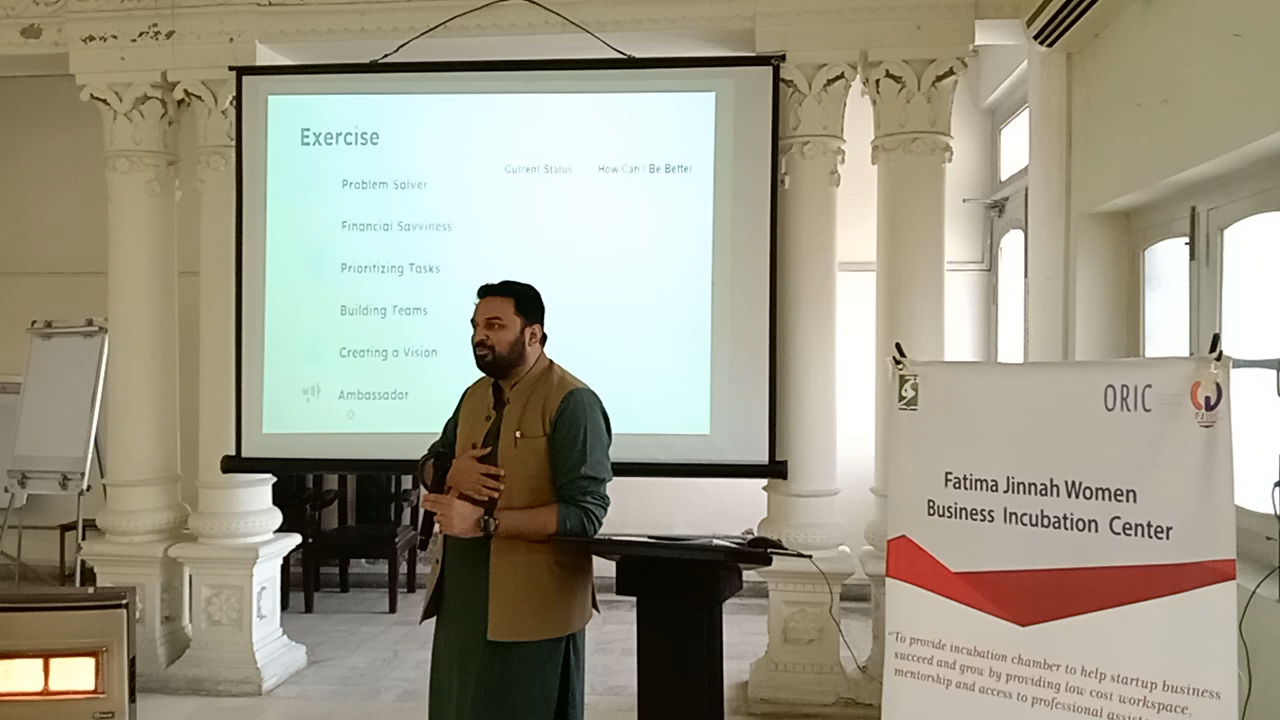 Exercise
Current Status How Can I Be Better
Problem Solver
Financial Savviness
Prioritizing Tasks
Building Teams
Creating a Vision
Ambassador
ORIC
Fatima Jinnah Women
Business Incubation Center
"To provide incubation chamber to help startup business
succeed and grow by providing low cost workspace,
mentorship and access to professional